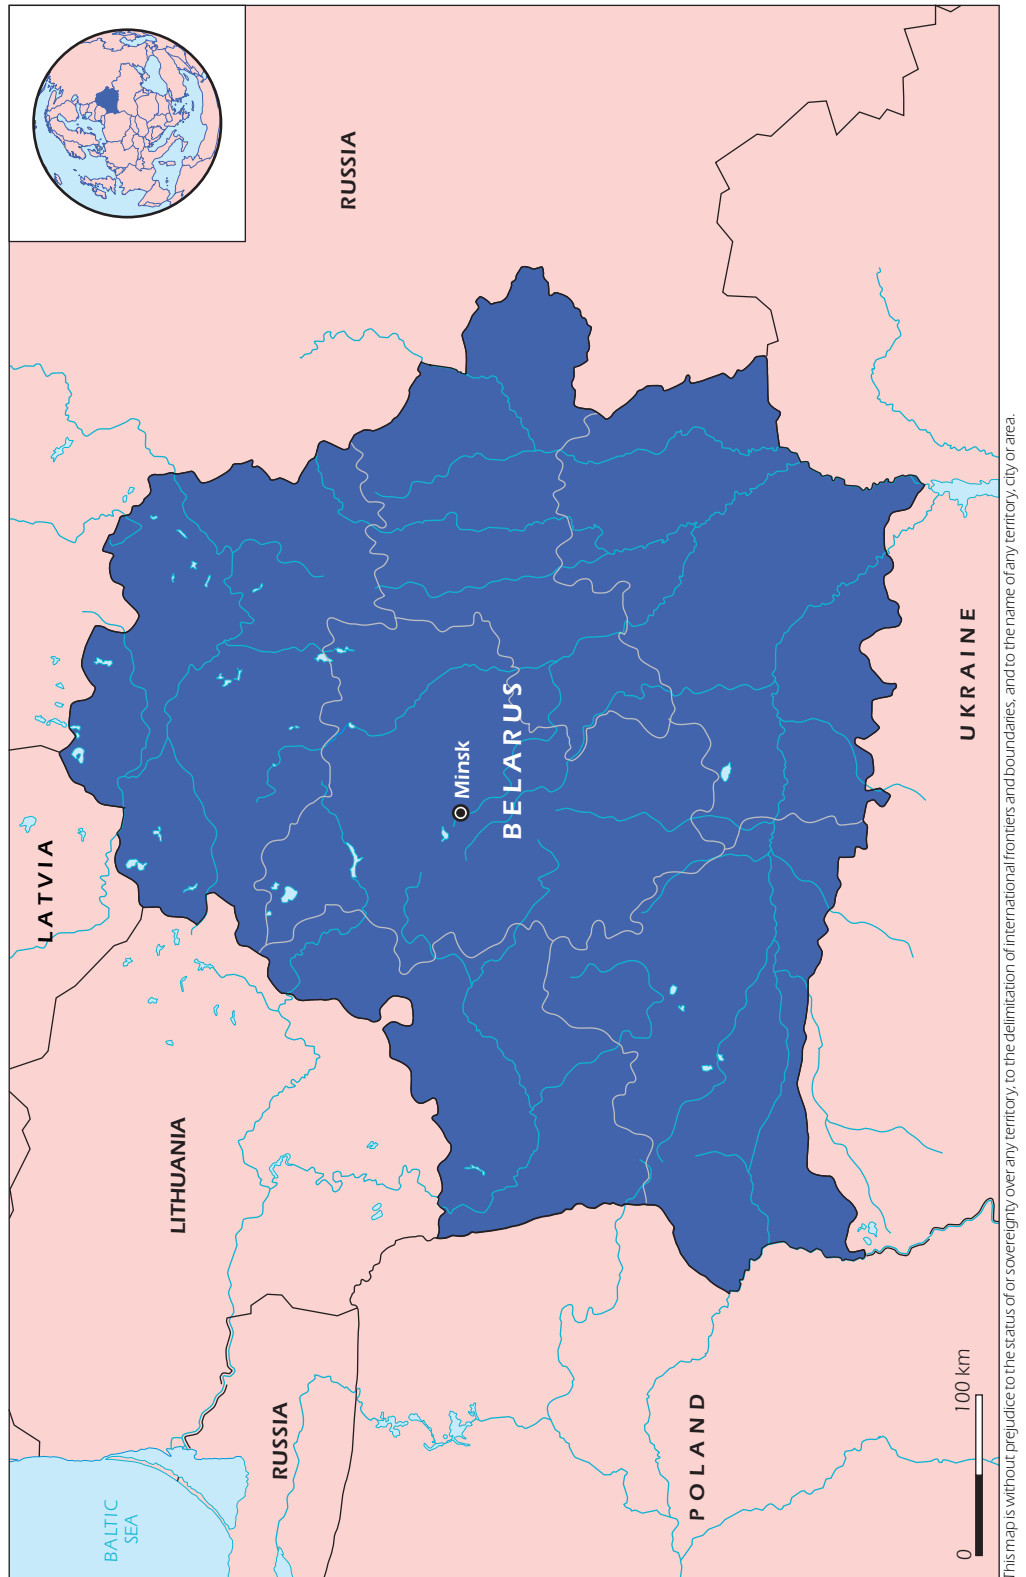 RUSSIA
LATVIA
LITHUANIA
BALTIC
SEA
RUSSIA
Minsk
BELARUS
UKRAINE
POLAND
0 100 km
This map is without prejudice to the status of or sovereignty over any territory, to the delimitation of international frontiers and boundaries, and to the name of any territory, city or area.